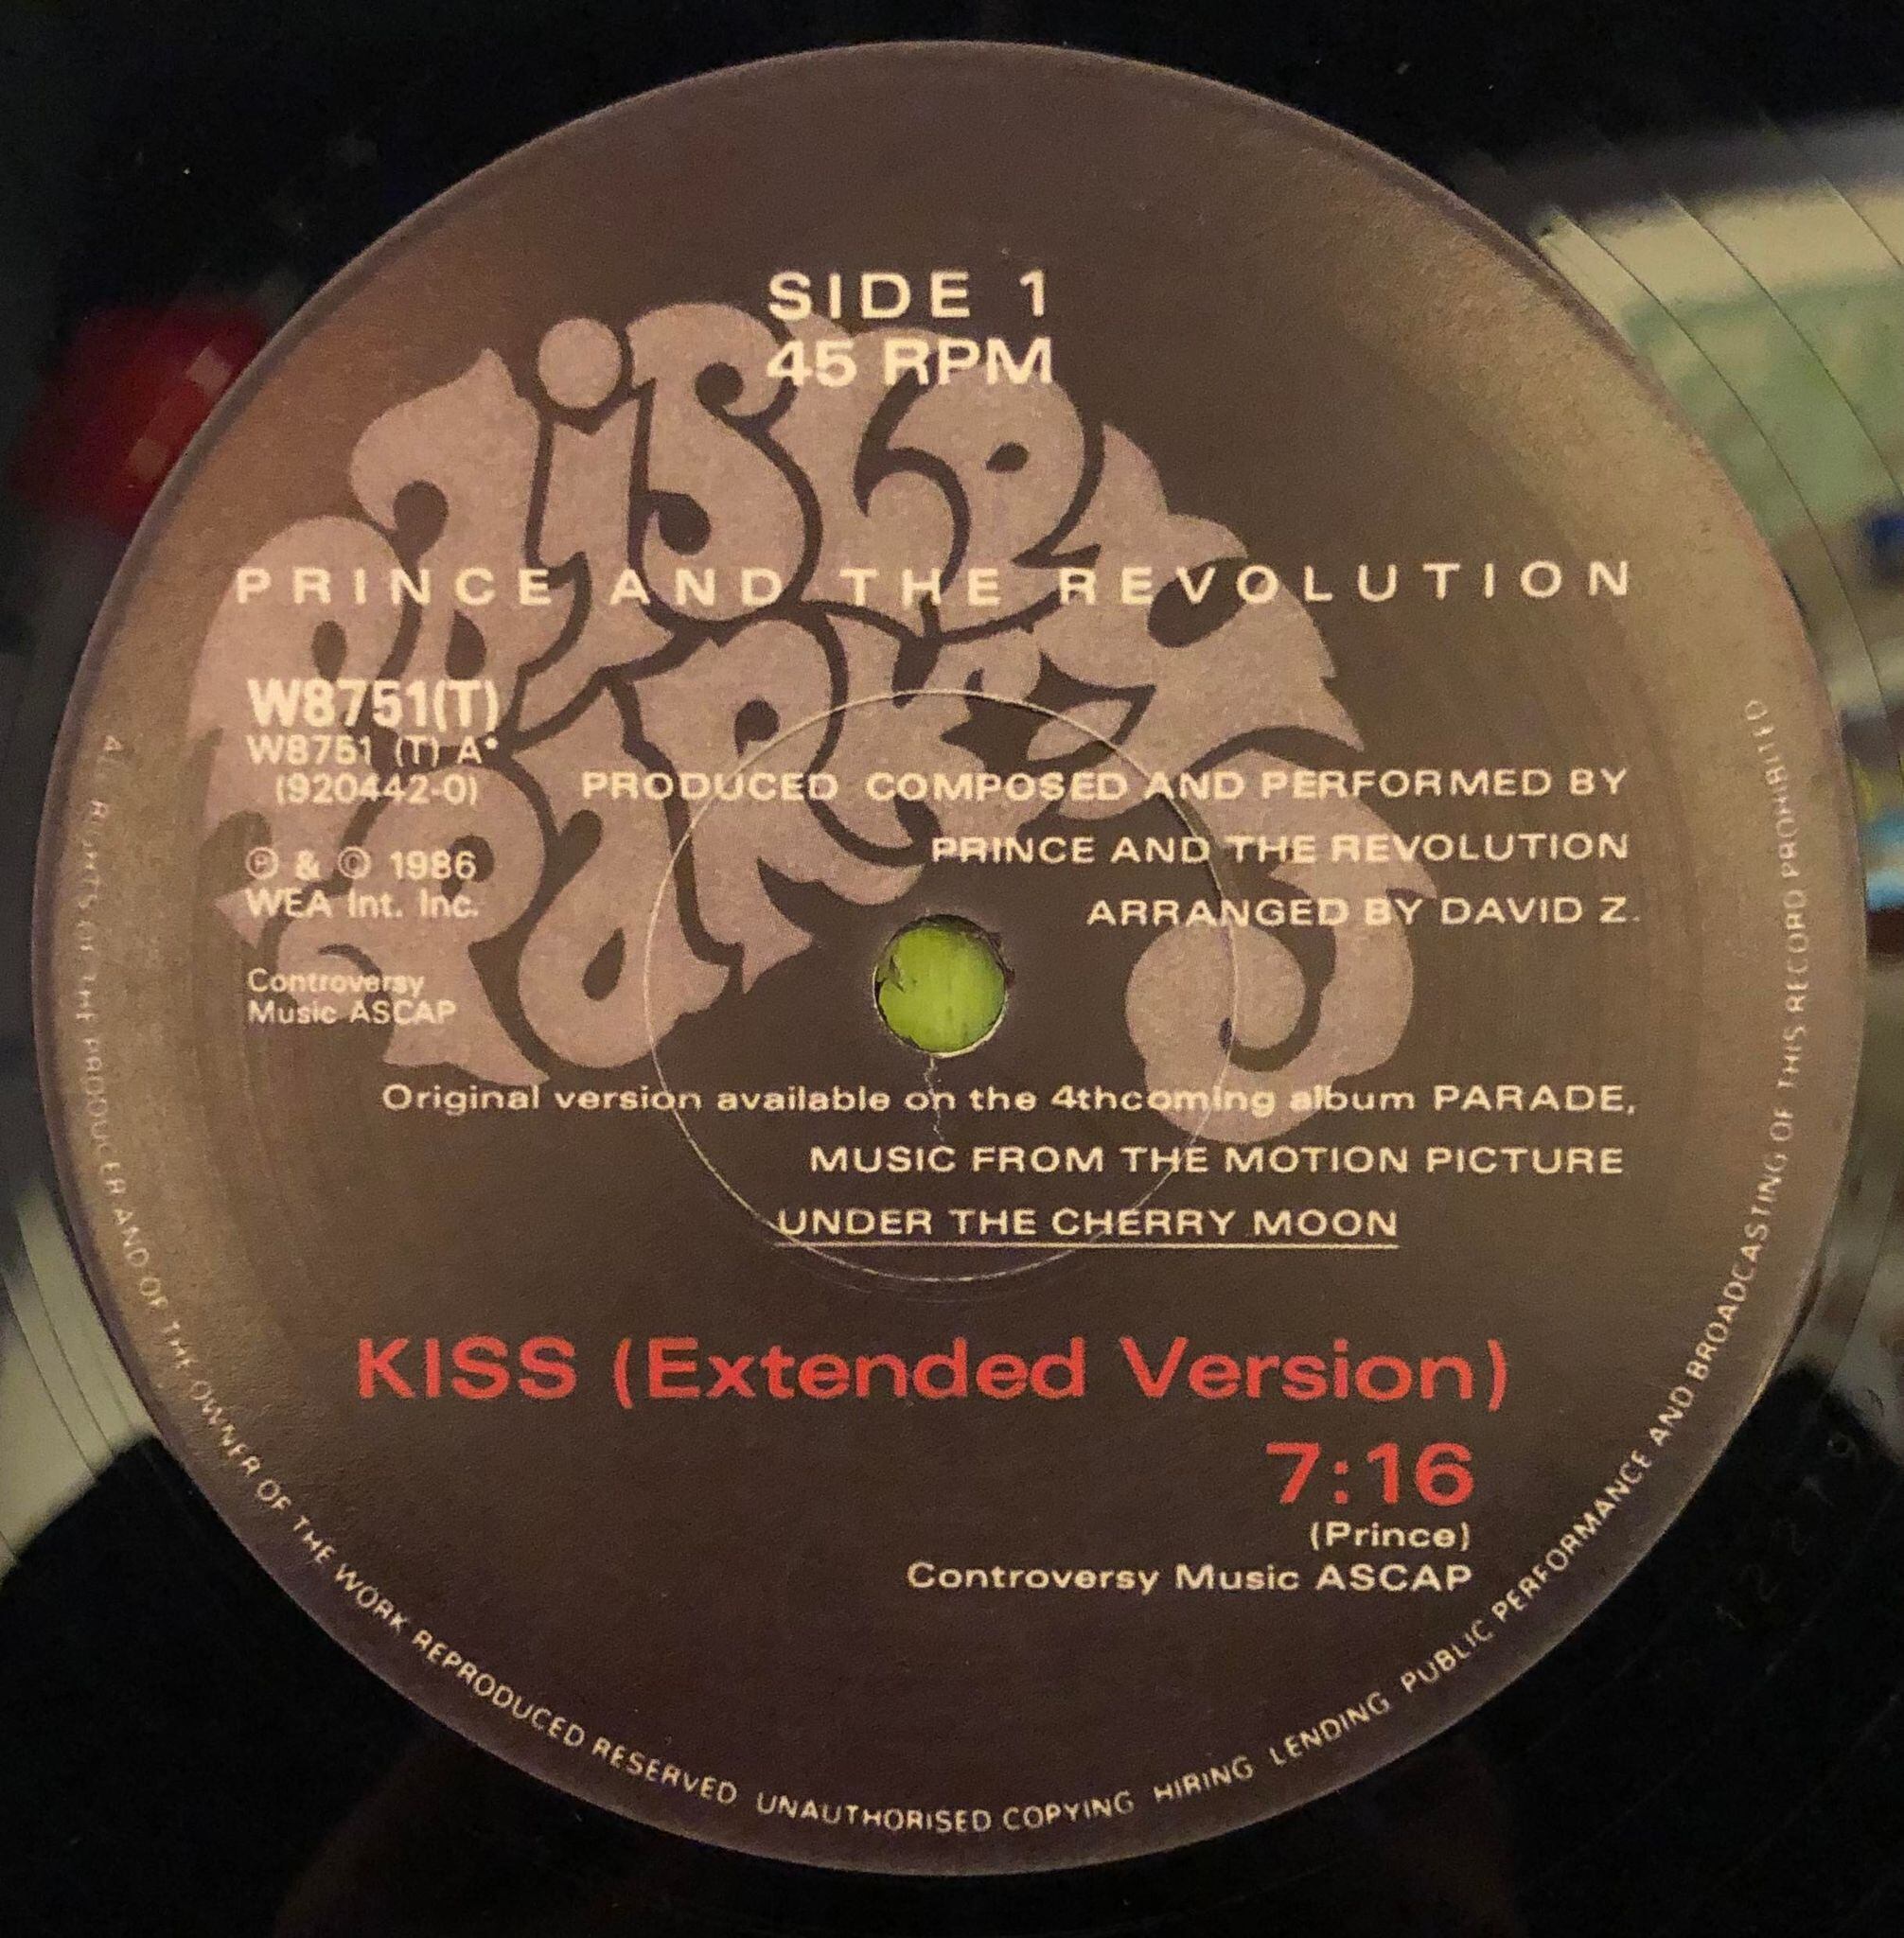 SIDE 1
45 RPM
PAISLEY
PARK
PRINCE AND THE REVOLUTION
W8751(T)
W8751 (T) A*
(920442-0)
Ⓟ & © 1986
WEA Int. Inc.
Controversy
Music ASCAP
PRODUCED COMPOSED AND PERFORMED BY
PRINCE AND THE REVOLUTION
ARRANGED BY DAVID Z.
Original version available on the 4thcoming album PARADE,
MUSIC FROM THE MOTION PICTURE
UNDER THE CHERRY MOON
KISS (Extended Version)
7:16
(Prince)
Controversy Music ASCAP
ALL RIGHTS OF THE PRODUCER AND OF THE OWNER OF THE WORK REPRODUCED RESERVED UNAUTHORISED COPYING HIRING LENDING PUBLIC PERFORMANCE AND BROADCASTING OF THIS RECORD PROHIBITED